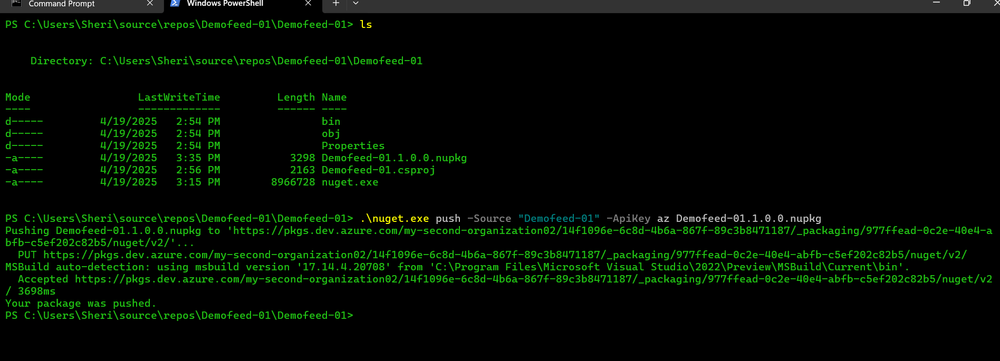 Command Prompt
Windows PowerShell
PS C:\Users\Sheri\source\repos\Demofeed-01\Demofeed-01> ls
Directory: C:\Users\Sheri\source\repos\Demofeed-01\Demofeed-01
Mode LastWriteTime Length Name
---- ------------- ------ ----
d----- 4/19/2025 2:54 PM bin
d----- 4/19/2025 2:54 PM obj
d----- 4/19/2025 2:54 PM Properties
-a---- 4/19/2025 3:35 PM 3298 Demofeed-01.1.0.0.nupkg
-a---- 4/19/2025 2:56 PM 2163 Demofeed-01.csproj
-a---- 4/19/2025 3:15 PM 8966728 nuget.exe
PS C:\Users\Sheri\source\repos\Demofeed-01\Demofeed-01> .\nuget.exe push -Source "Demofeed-01" -ApiKey az Demofeed-01.1.0.0.nupkg
Pushing Demofeed-01.1.0.0.nupkg to 'https://pkgs.dev.azure.com/my-second-organization02/14f1096e-6c8d-4b6a-867f-89c3b8471187/_packaging/977ffead-0c2e-40e4-a
bfb-c5ef202c82b5/nuget/v2/'...
PUT https://pkgs.dev.azure.com/my-second-organization02/14f1096e-6c8d-4b6a-867f-89c3b8471187/_packaging/977ffead-0c2e-40e4-abfb-c5ef202c82b5/nuget/v2/
MSBuild auto-detection: using msbuild version '17.14.4.20708' from 'C:\Program Files\Microsoft Visual Studio\2022\Preview\MSBuild\Current\bin'.
Accepted https://pkgs.dev.azure.com/my-second-organization02/14f1096e-6c8d-4b6a-867f-89c3b8471187/_packaging/977ffead-0c2e-40e4-abfb-c5ef202c82b5/nuget/v2
/ 3698ms
Your package was pushed.
PS C:\Users\Sheri\source\repos\Demofeed-01\Demofeed-01>